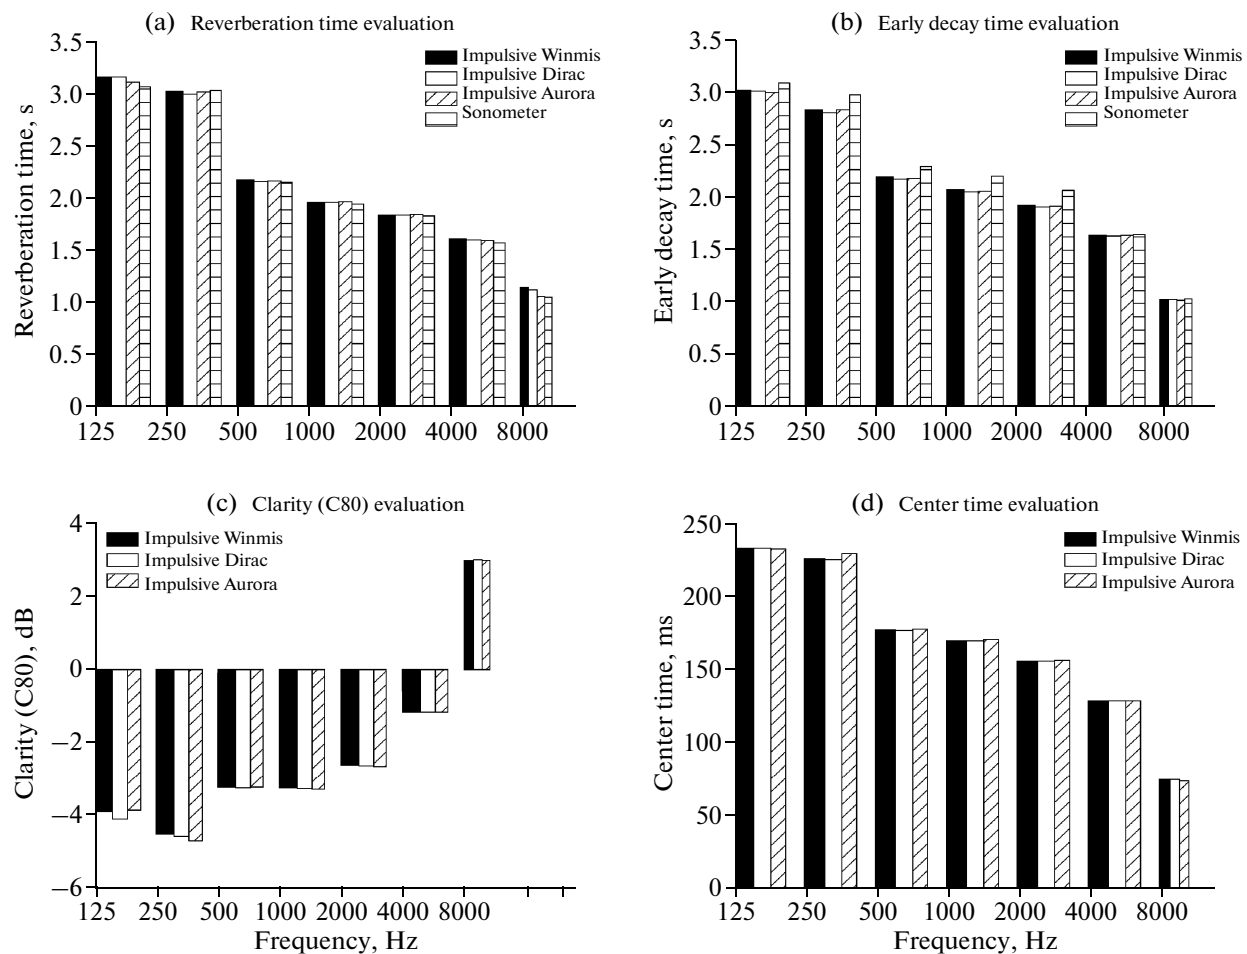 (a) Reverberation time evaluation
Reverberation time, s
3.5
3.0
2.5
2.0
1.5
1.0
0.5
0
125 250 500 1000 2000 4000 8000
Impulsive Winmis
Impulsive Dirac
Impulsive Aurora
Sonometer
(b) Early decay time evaluation
Early decay time, s
3.5
3.0
2.5
2.0
1.5
1.0
0.5
0
125 250 500 1000 2000 4000 8000
Impulsive Winmis
Impulsive Dirac
Impulsive Aurora
Sonometer
(c) Clarity (C80) evaluation
Clarity (C80), dB
4
2
0
−2
−4
−6
125 250 500 1000 2000 4000 8000
Frequency, Hz
Impulsive Winmis
Impulsive Dirac
Impulsive Aurora
(d) Center time evaluation
Center time, ms
250
200
150
100
50
0
125 250 500 1000 2000 4000 8000
Frequency, Hz
Impulsive Winmis
Impulsive Dirac
Impulsive Aurora